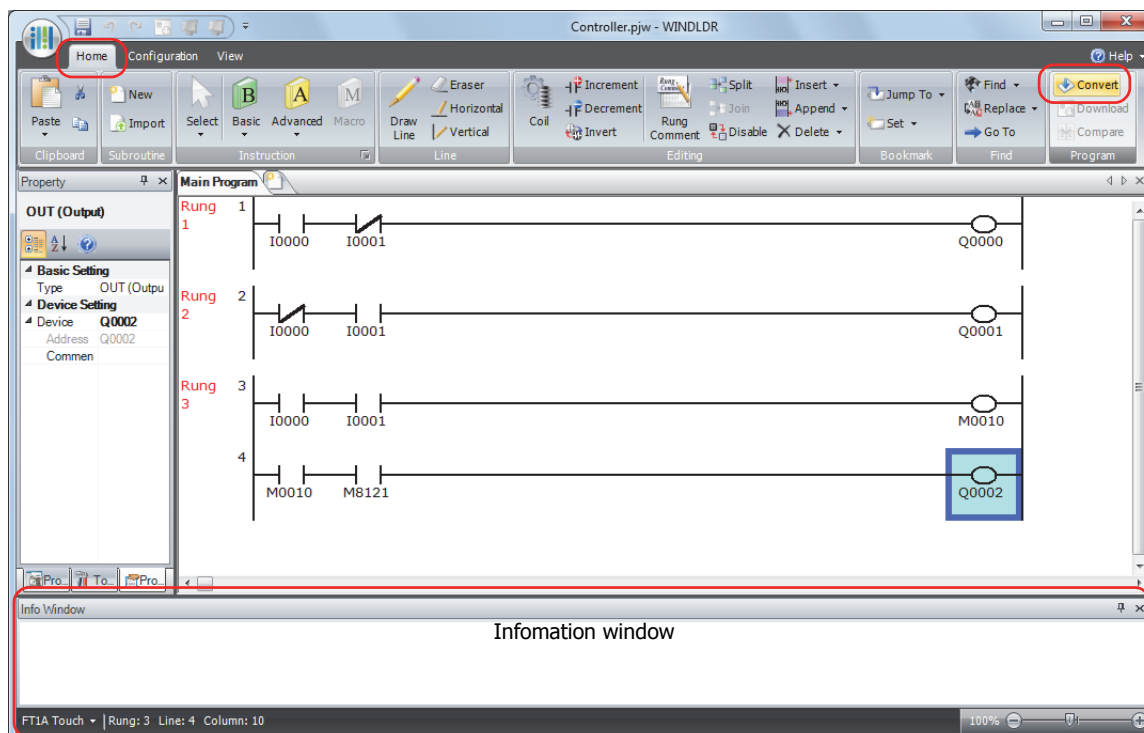 Controller.pjw - WINDLDR
Home Configuration View Help
Paste New Import Select Basic Advanced Macro Draw Line Eraser Horizontal Vertical Coil Increment Decrement Invert Rung Comment Split Join Disable Insert Append Delete Jump To Set Find Replace Go To Convert Download Compare
Clipboard Subroutine Instruction Line Editing Bookmark Find Program
Property
Main Program
OUT (Output)
Basic Setting
Type OUT (Outpu
Device Setting
Device Q0002
Address Q0002
Commen
Rung 1
1
I0000 I0001 Q0000
Rung 2
2
I0000 I0001 Q0001
Rung 3
3
I0000 I0001 M0010
4
M0010 M8121 Q0002
Pro... To... Pro...
Info Window
Infomation window
FT1A Touch Rung: 3 Line: 4 Column: 10 100%